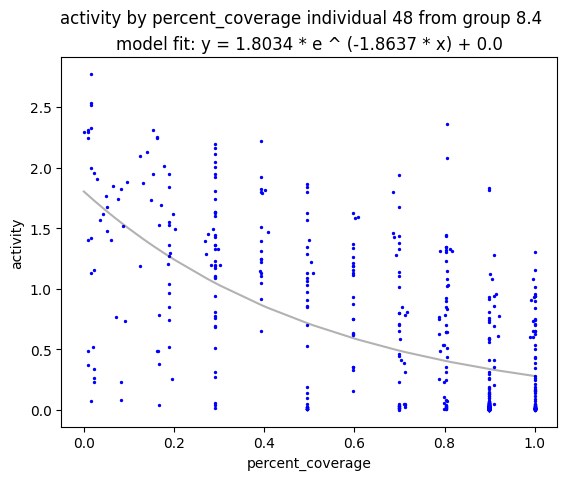 activity by percent_coverage individual 48 from group 8.4
model fit: y = 1.8034 * e ^ (-1.8637 * x) + 0.0
2.5
2.0
1.5
1.0
0.5
0.0
activity
0.0 0.2 0.4 0.6 0.8 1.0
percent_coverage